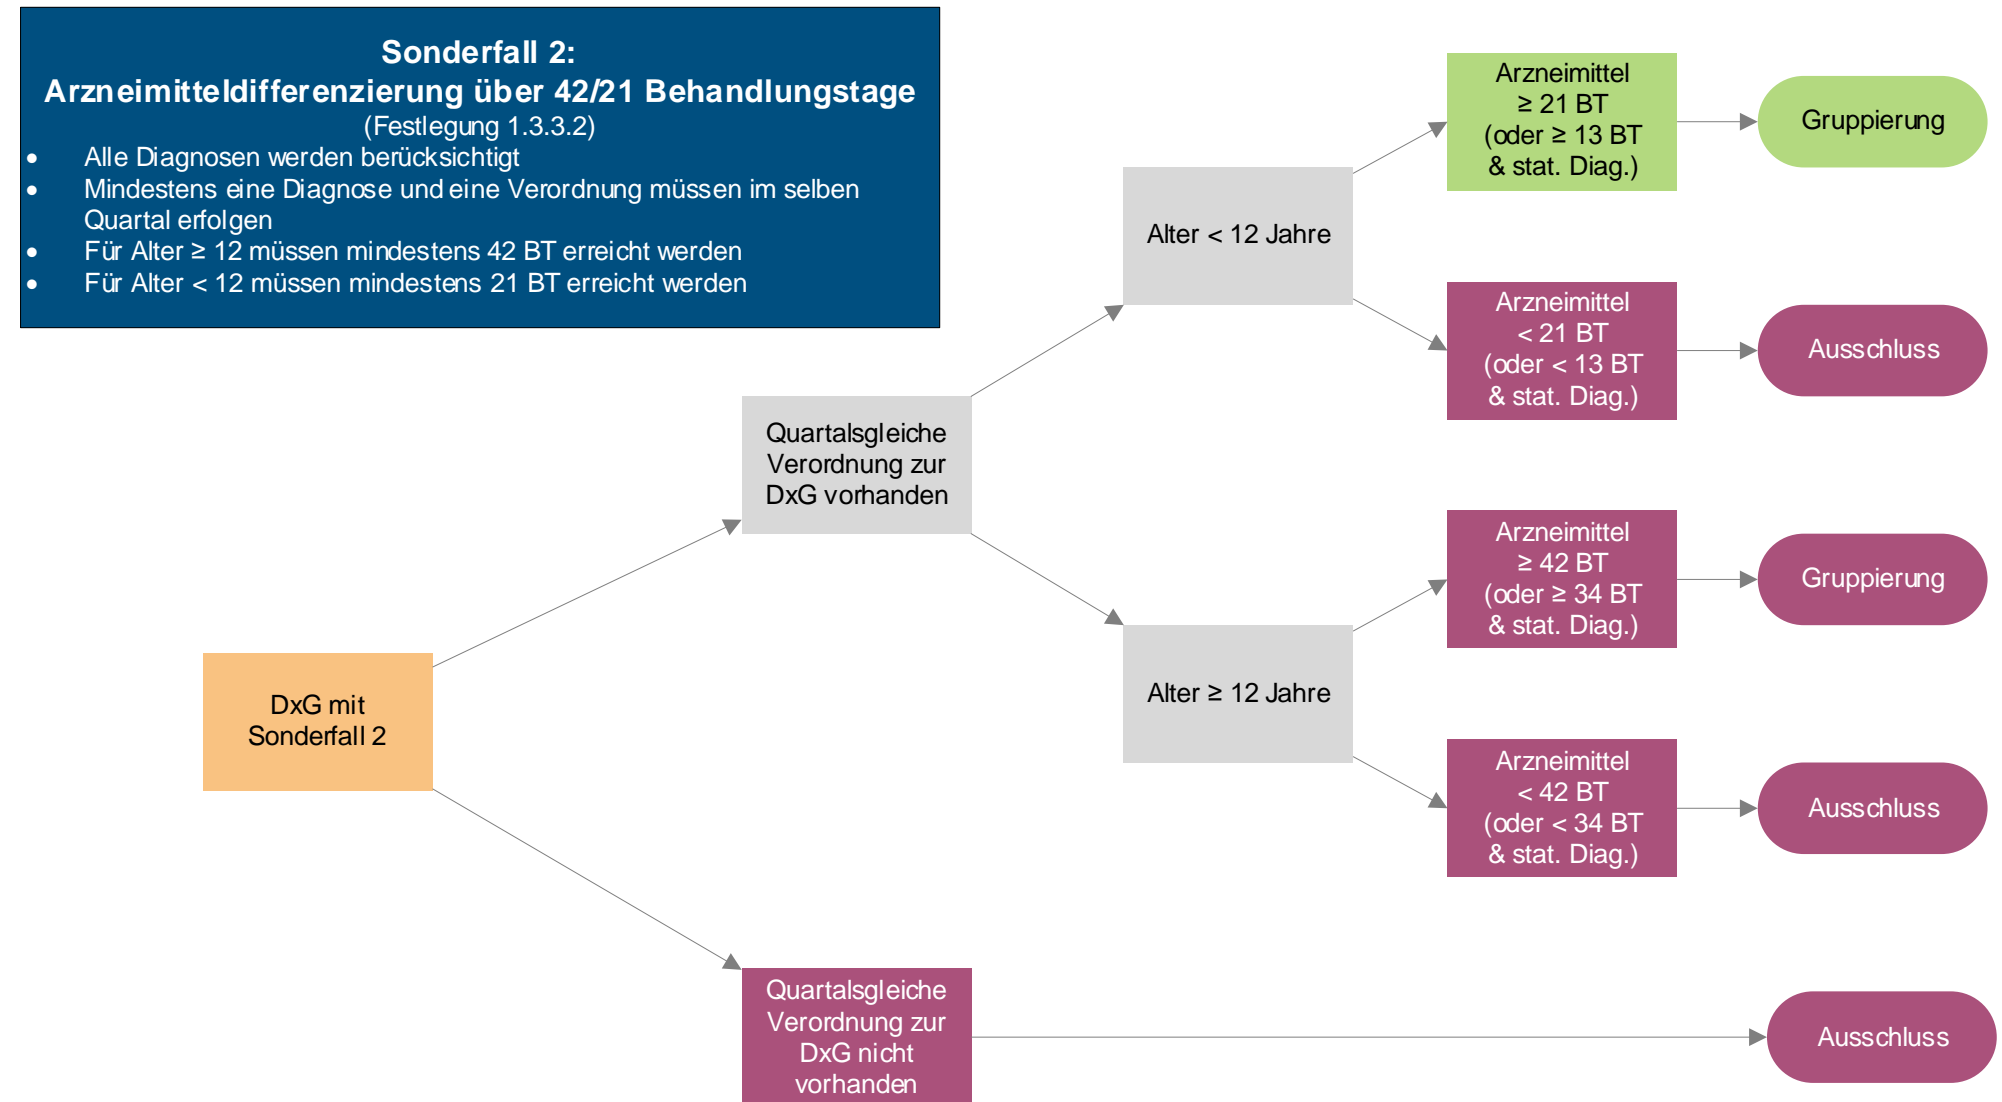 Sonderfall 2:
Arzneimitteldifferenzierung über 42/21 Behandlungstage
(Festlegung 1.3.3.2)
• Alle Diagnosen werden berücksichtigt
• Mindestens eine Diagnose und eine Verordnung müssen im selben
Quartal erfolgen
• Für Alter ≥ 12 müssen mindestens 42 BT erreicht werden
• Für Alter < 12 müssen mindestens 21 BT erreicht werden
DxG mit
Sonderfall 2
Quartalsgleiche
Verordnung zur
DxG vorhanden
Alter < 12 Jahre
Arzneimittel
≥ 21 BT
(oder ≥ 13 BT
& stat. Diag.)
Gruppierung
Arzneimittel
< 21 BT
(oder < 13 BT
& stat. Diag.)
Ausschluss
Alter ≥ 12 Jahre
Arzneimittel
≥ 42 BT
(oder ≥ 34 BT
& stat. Diag.)
Gruppierung
Arzneimittel
< 42 BT
(oder < 34 BT
& stat. Diag.)
Ausschluss
Quartalsgleiche
Verordnung zur
DxG nicht
vorhanden
Ausschluss